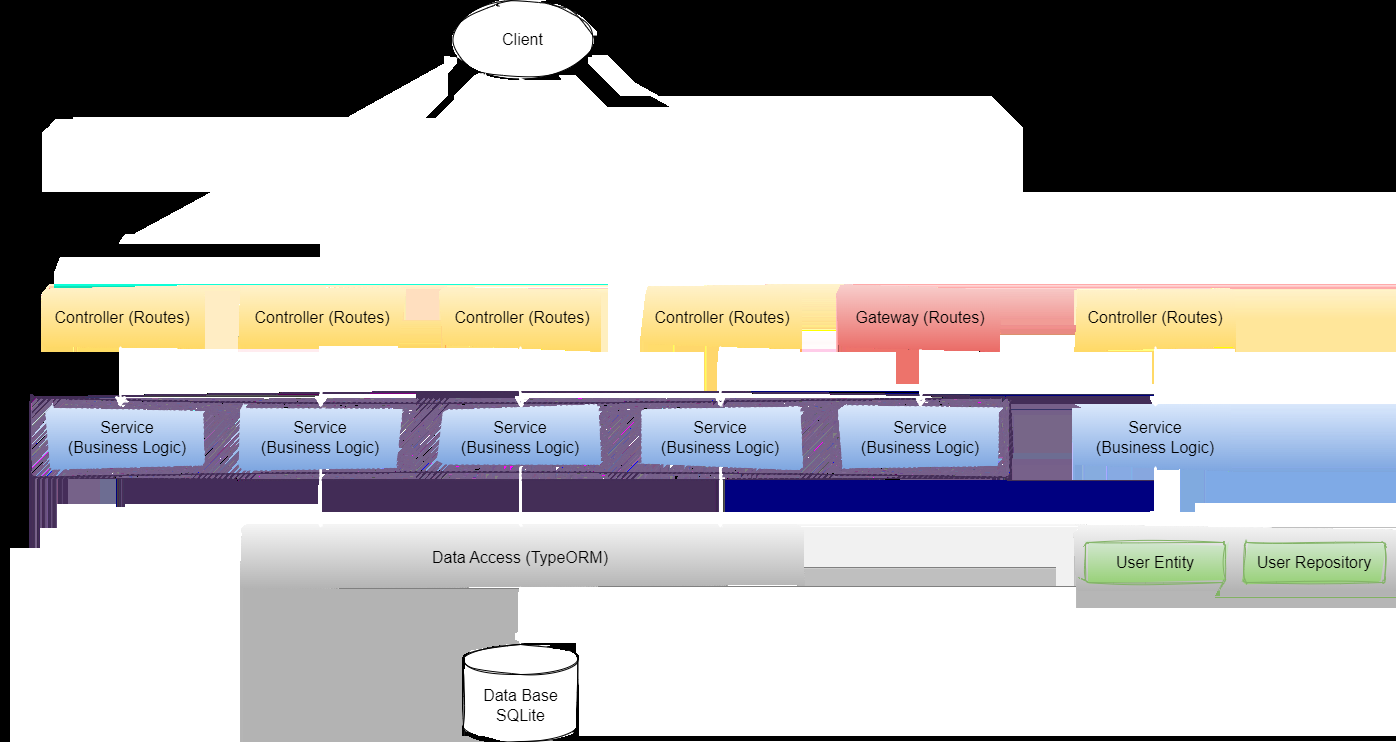 Client
Controller (Routes)
Controller (Routes)
Controller (Routes)
Controller (Routes)
Gateway (Routes)
Controller (Routes)
Service
(Business Logic)
Service
(Business Logic)
Service
(Business Logic)
Service
(Business Logic)
Service
(Business Logic)
Service
(Business Logic)
Data Access (TypeORM)
User Entity
User Repository
Data Base
SQLite